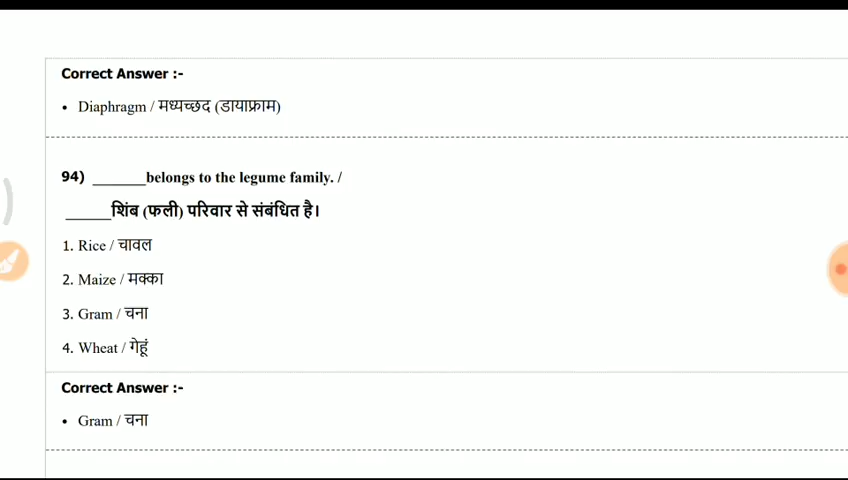 Correct Answer :-
• Diaphragm / मध्यच्छद (डायाफ्राम)
94) _______belongs to the legume family. /
______शिंब (फली) परिवार से संबंधित है।
1. Rice / चावल
2. Maize / मक्का
3. Gram / चना
4. Wheat / गेहूं
Correct Answer :-
• Gram / चना